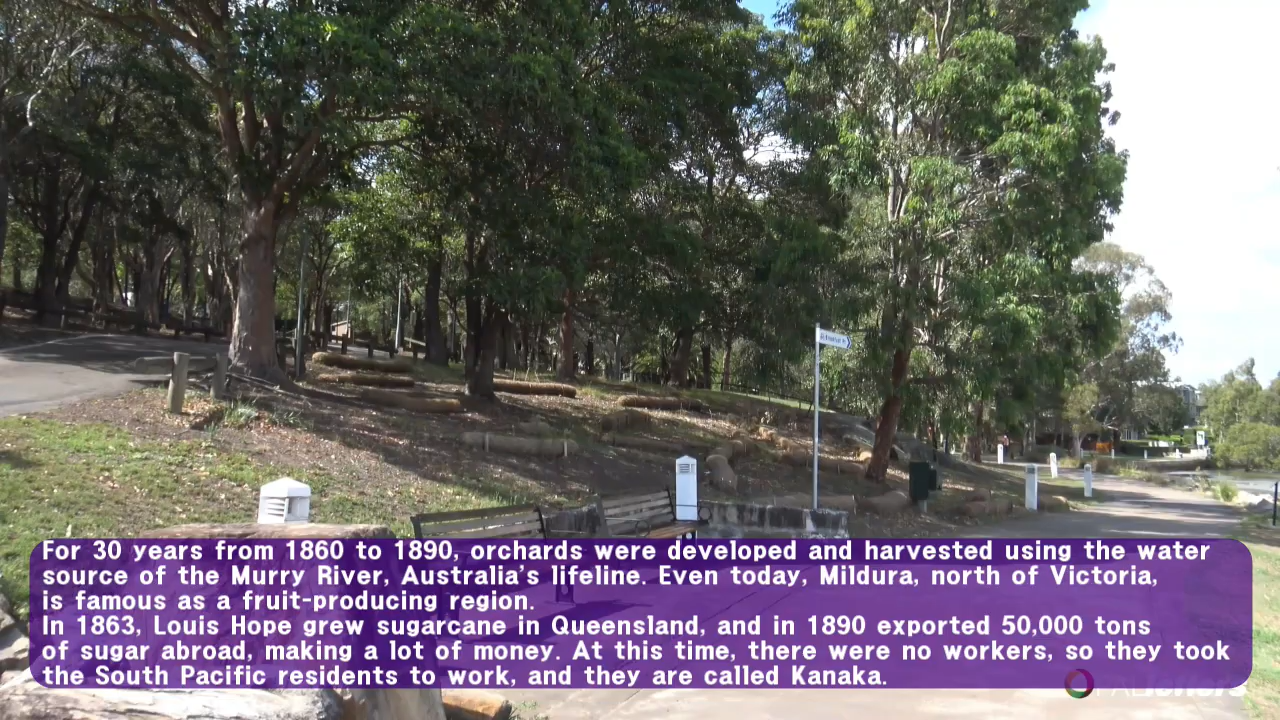 For 30 years from 1860 to 1890, orchards were developed and harvested using the water
source of the Murry River, Australia's lifeline. Even today, Mildura, north of Victoria,
is famous as a fruit-producing region.
In 1863, Louis Hope grew sugarcane in Queensland, and in 1890 exported 50,000 tons
of sugar abroad, making a lot of money. At this time, there were no workers, so they took
the South Pacific residents to work, and they are called Kanaka.